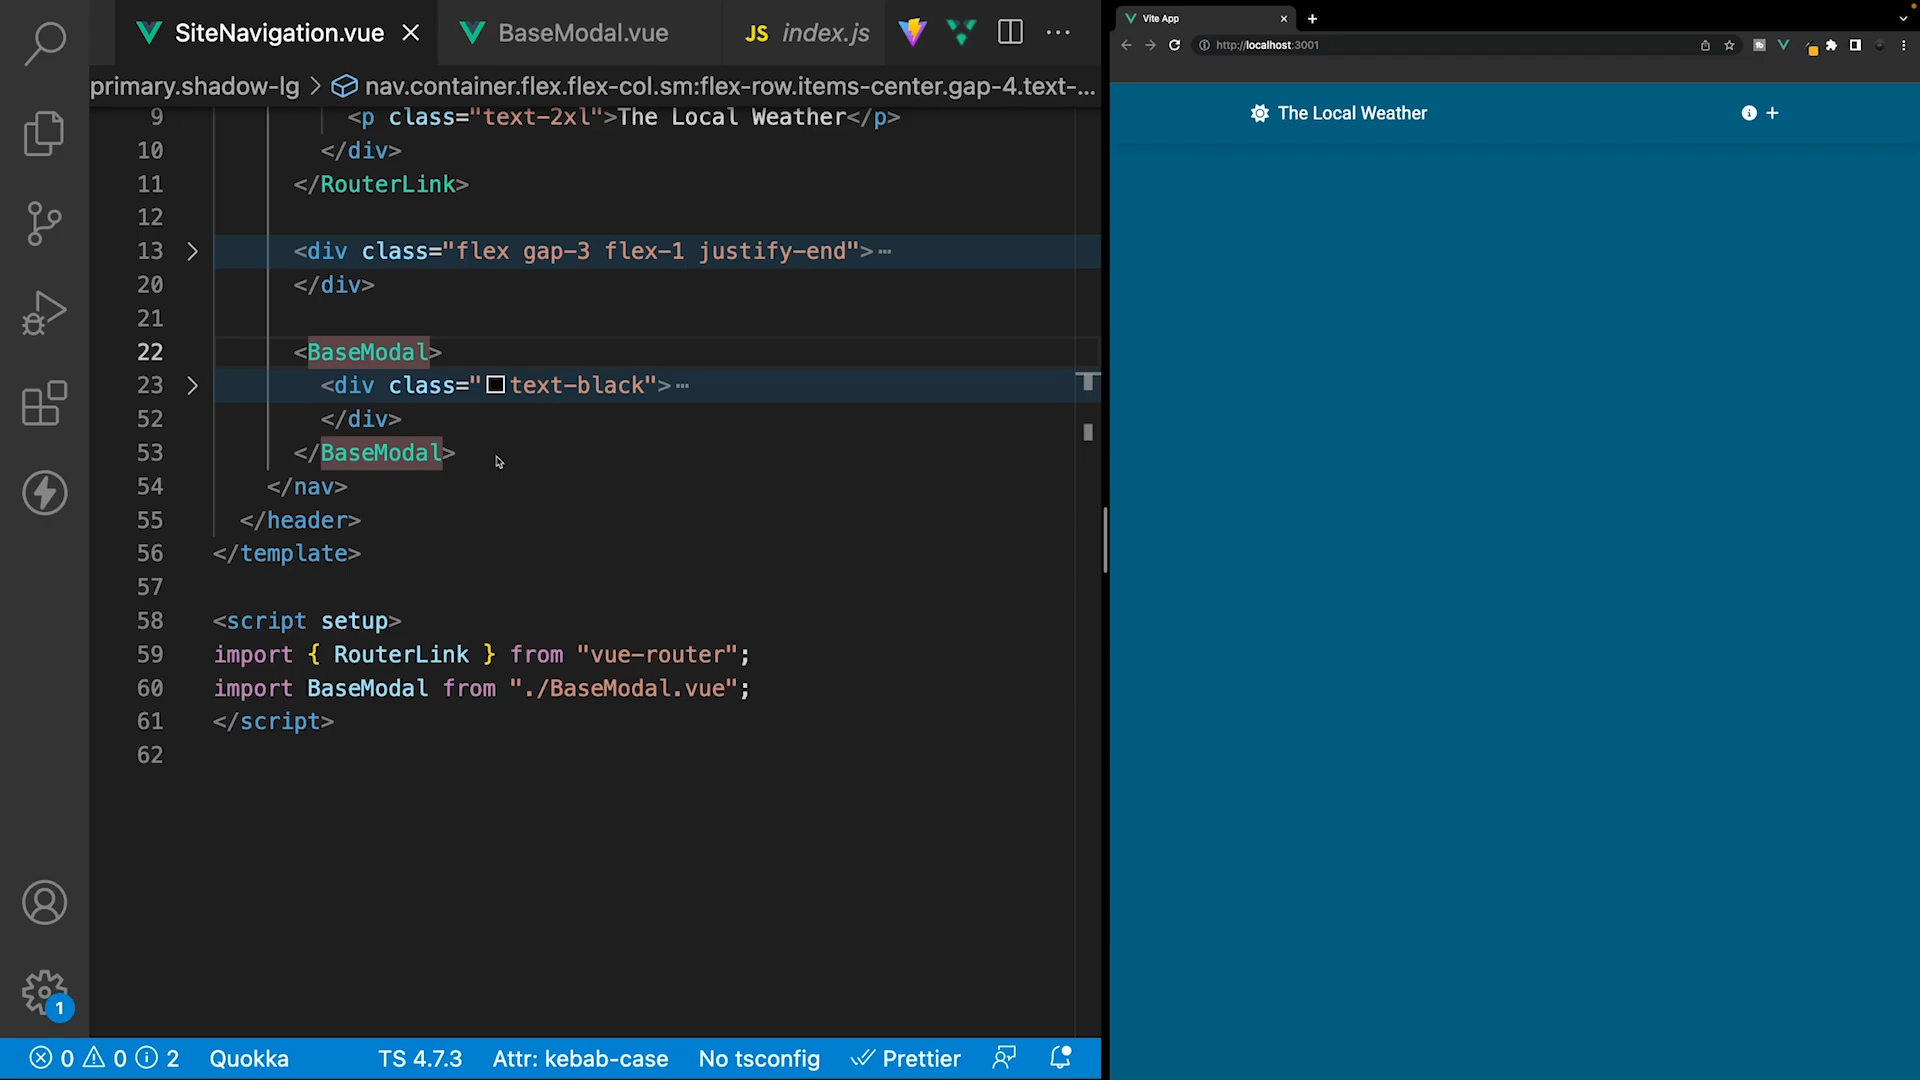 SiteNavigation.vue
BaseModal.vue
JS index.js
primary.shadow-lg > nav.container.flex.flex-col.sm:flex-row.items-center.gap-4.text-...
9 <p class="text-2xl">The Local Weather</p>
10 </div>
11 </RouterLink>
12
13 <div class="flex gap-3 flex-1 justify-end">…
20 </div>
21
22 <BaseModal>
23 <div class="text-black">…
52 </div>
53 </BaseModal>
54 </nav>
55 </header>
56 </template>
57
58 <script setup>
59 import { RouterLink } from "vue-router";
60 import BaseModal from "./BaseModal.vue";
61 </script>
62
1
0 0 2 Quokka TS 4.7.3 Attr: kebab-case No tsconfig Prettier
Vite App
http://localhost:3001
The Local Weather